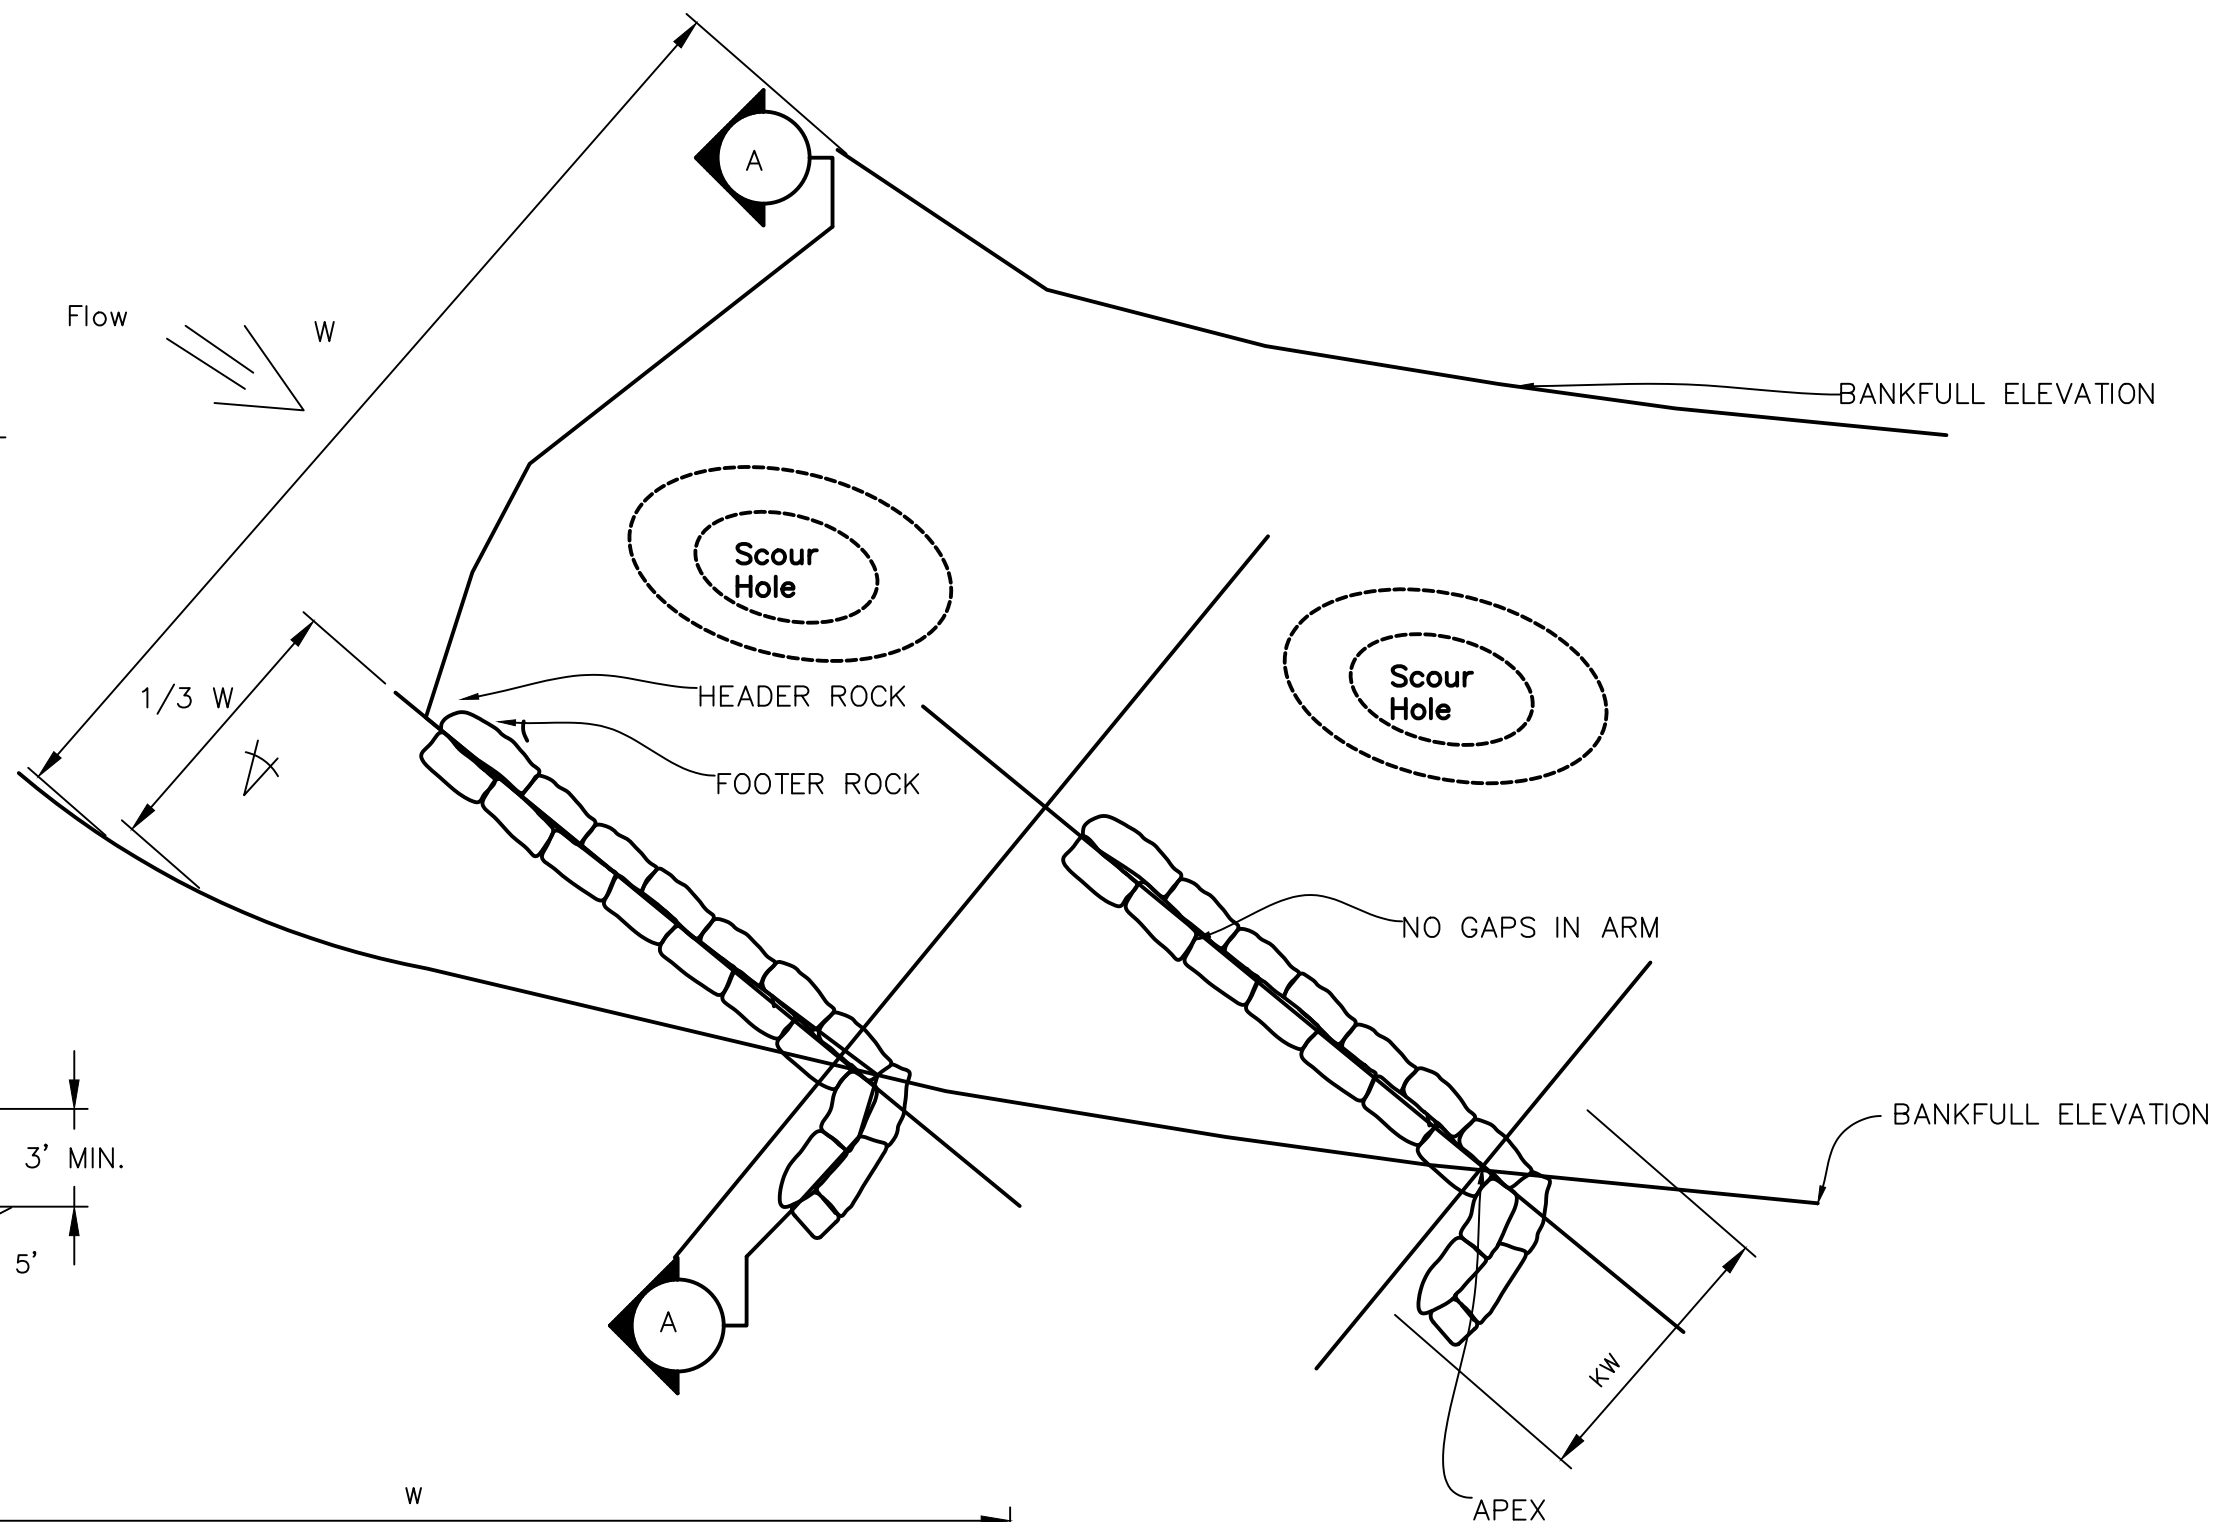 A
Flow
W
BANKFULL ELEVATION
Scour
Hole
1/3 W
HEADER ROCK
Scour
Hole
FOOTER ROCK
NO GAPS IN ARM
BANKFULL ELEVATION
3' MIN.
5'
A
KW
W
APEX